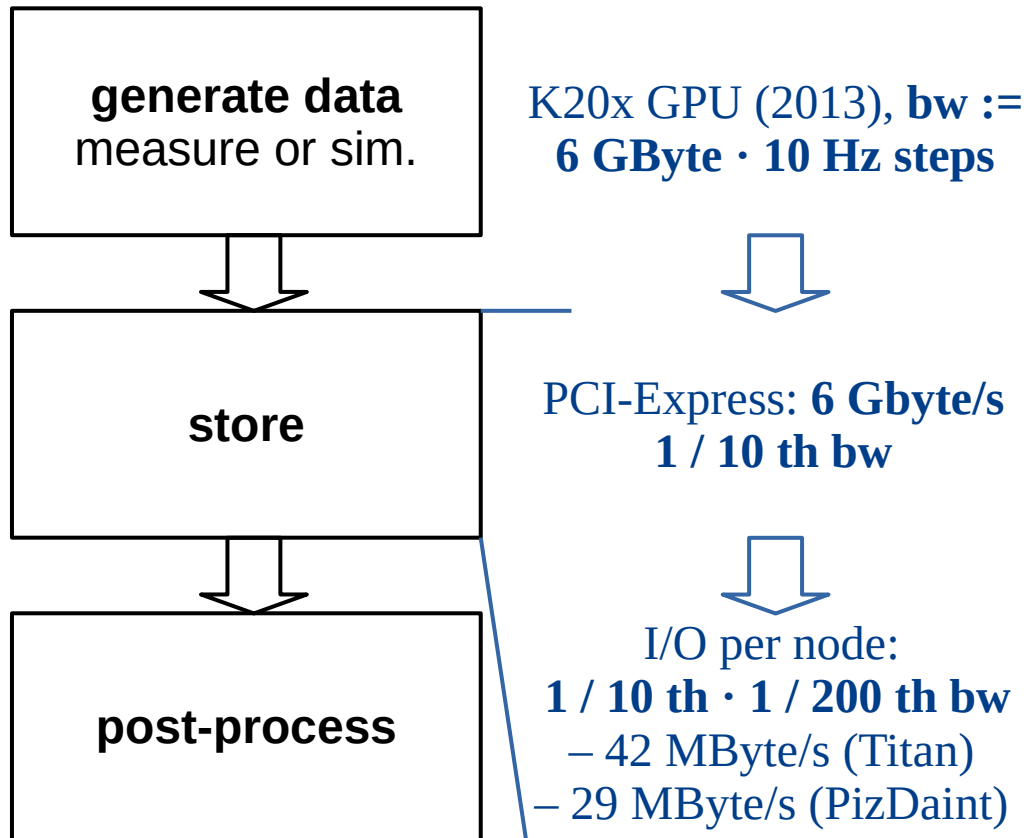 generate data
measure or sim.
K20x GPU (2013), bw :=
6 GByte · 10 Hz steps
store
PCI-Express: 6 Gbyte/s
1 / 10 th bw
post-process
I/O per node:
1 / 10 th · 1 / 200 th bw
– 42 MByte/s (Titan)
– 29 MByte/s (PizDaint)